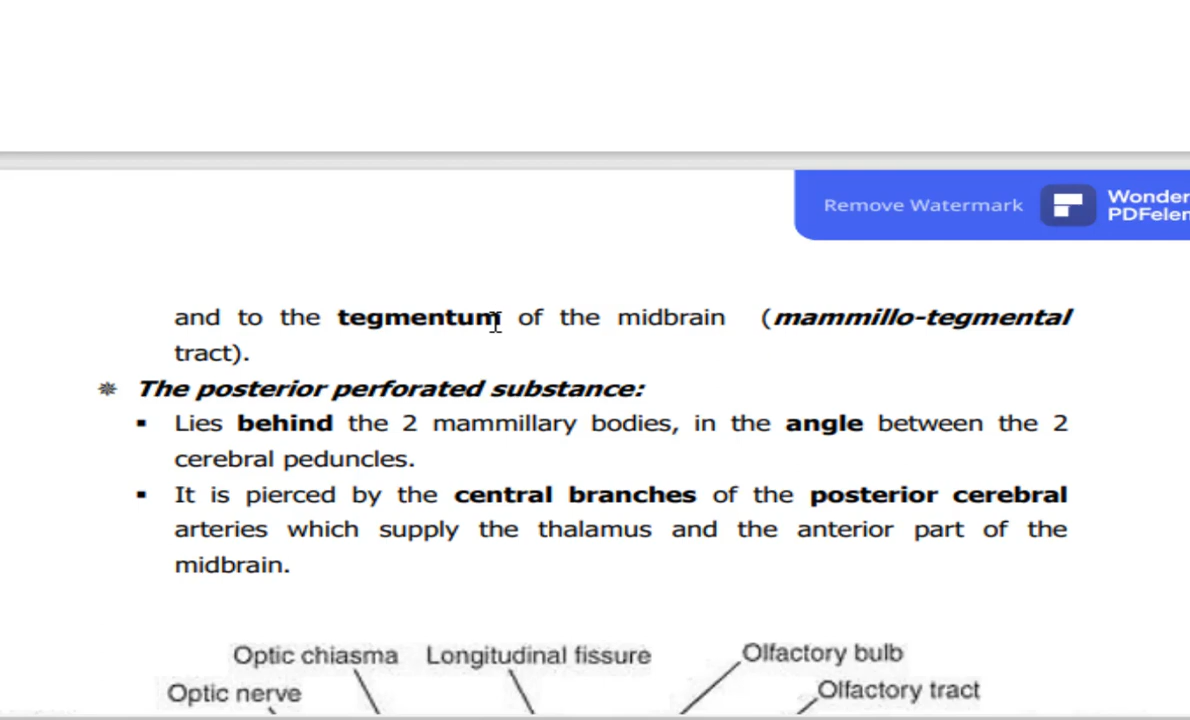 Remove Watermark
Wonder
PDFeler
and to the tegmentum of the midbrain (mammillo-tegmental
tract).
✵ The posterior perforated substance:
▪ Lies behind the 2 mammillary bodies, in the angle between the 2
cerebral peduncles.
▪ It is pierced by the central branches of the posterior cerebral
arteries which supply the thalamus and the anterior part of the
midbrain.
Optic chiasma Longitudinal fissure Olfactory bulb
Optic nerve Olfactory tract